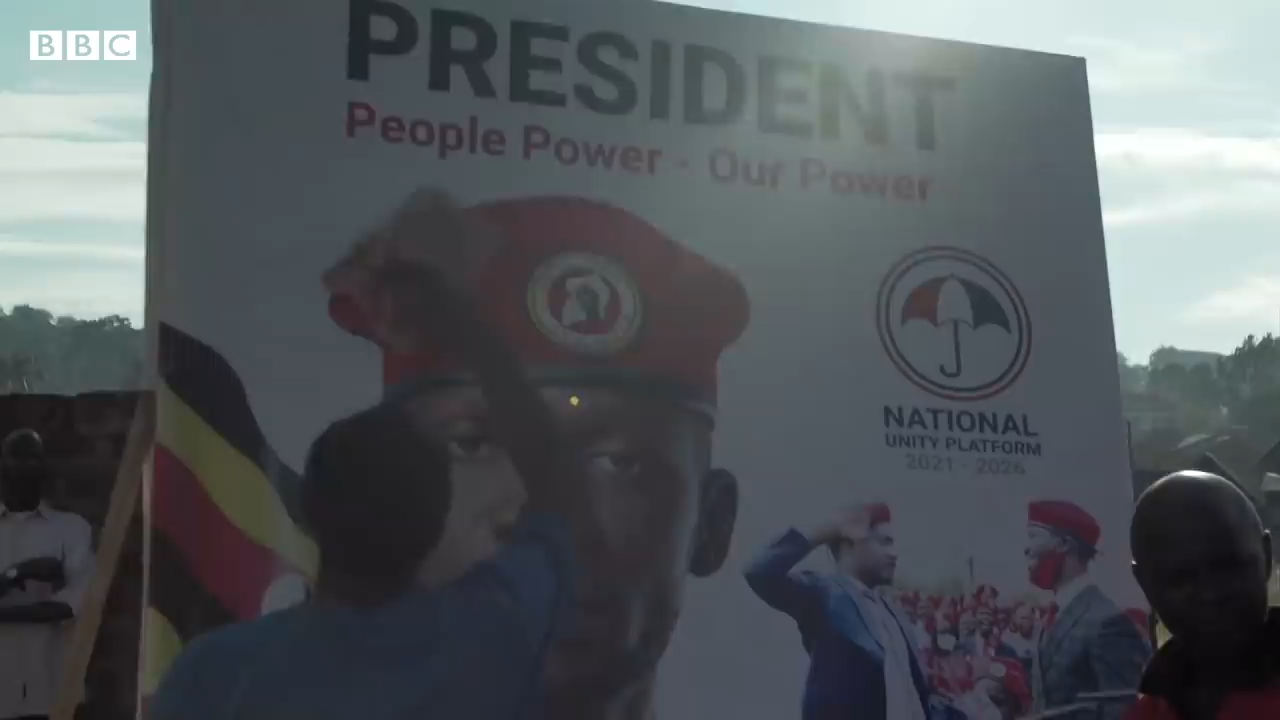 BBC
PRESIDENT
People Power - Our Power
NATIONAL
UNITY PLATFORM
2021 - 2026